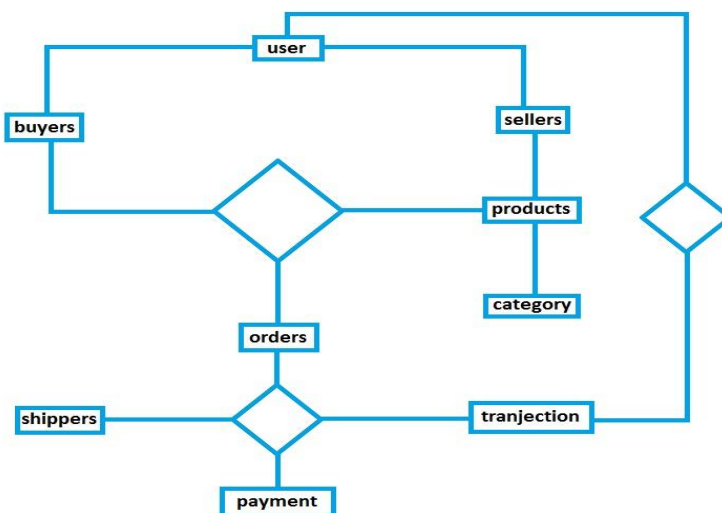 user
buyers
sellers
products
category
orders
shippers
tranjection
payment